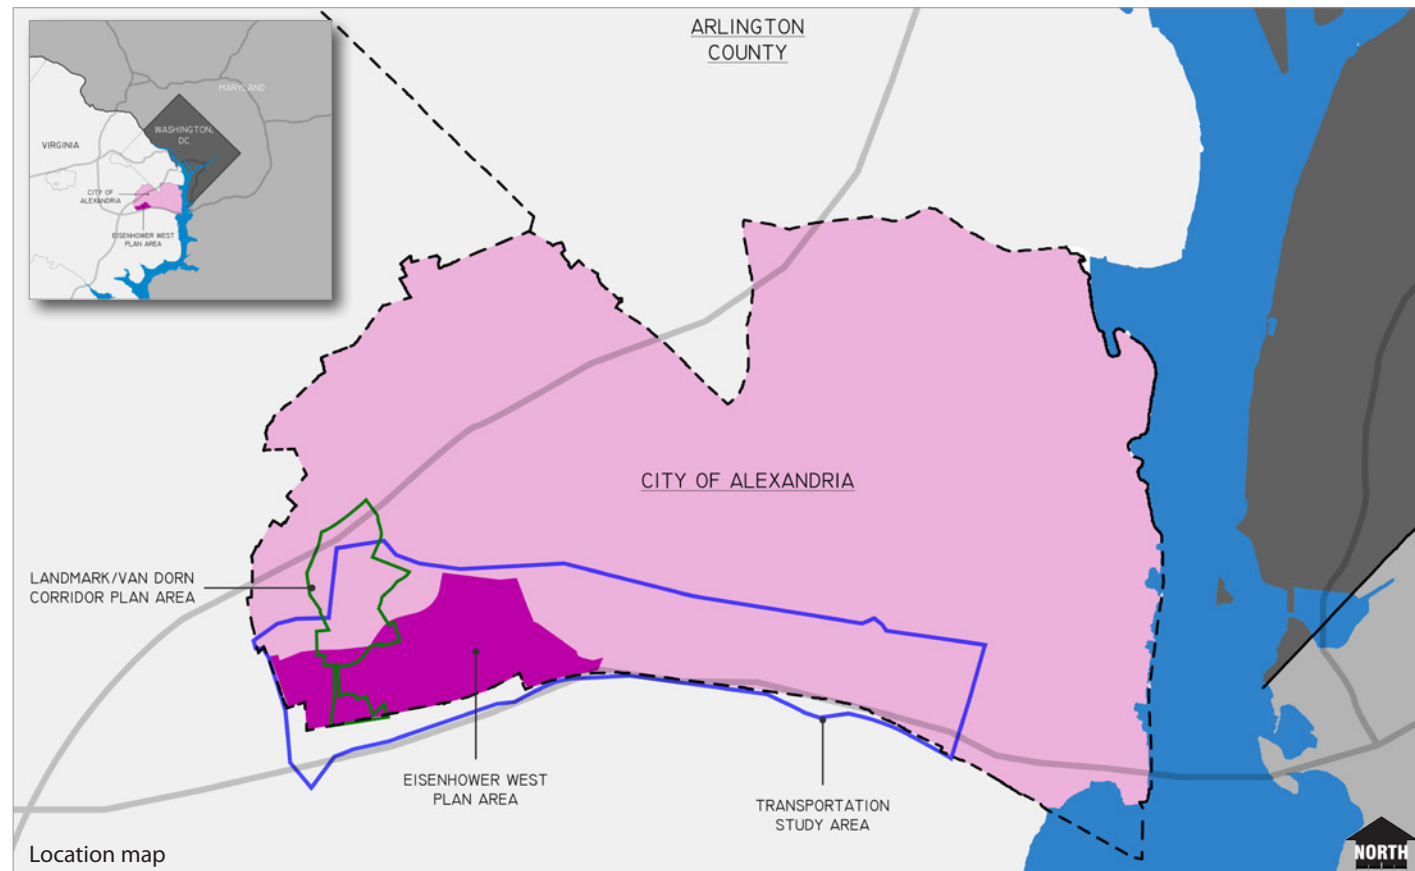 MARYLAND
WASHINGTON,
DC
VIRGINIA
CITY OF
ALEXANDRIA
EISENHOWER WEST
PLAN AREA
ARLINGTON
COUNTY
CITY OF ALEXANDRIA
LANDMARK/VAN DORN
CORRIDOR PLAN AREA
EISENHOWER WEST
PLAN AREA
TRANSPORTATION
STUDY AREA
Location map
NORTH